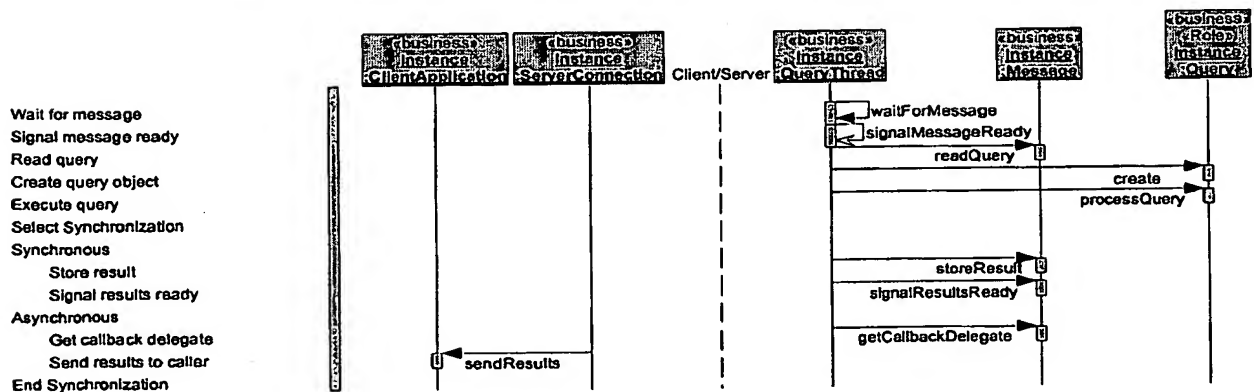 «business»
Instance
:ClientApplication
«business»
Instance
:ServerConnection
Client/Server
«business»
Instance
:QueryThread
«business»
Instance
:Message
«business»
«Role»
Instance
:Query
Wait for message
waitForMessage
Signal message ready
signalMessageReady
Read query
readQuery
Create query object
create
Execute query
processQuery
Select Synchronization
Synchronous
Store result
storeResult
Signal results ready
signalResultsReady
Asynchronous
Get callback delegate
getCallbackDelegate
Send results to caller
sendResults
End Synchronization